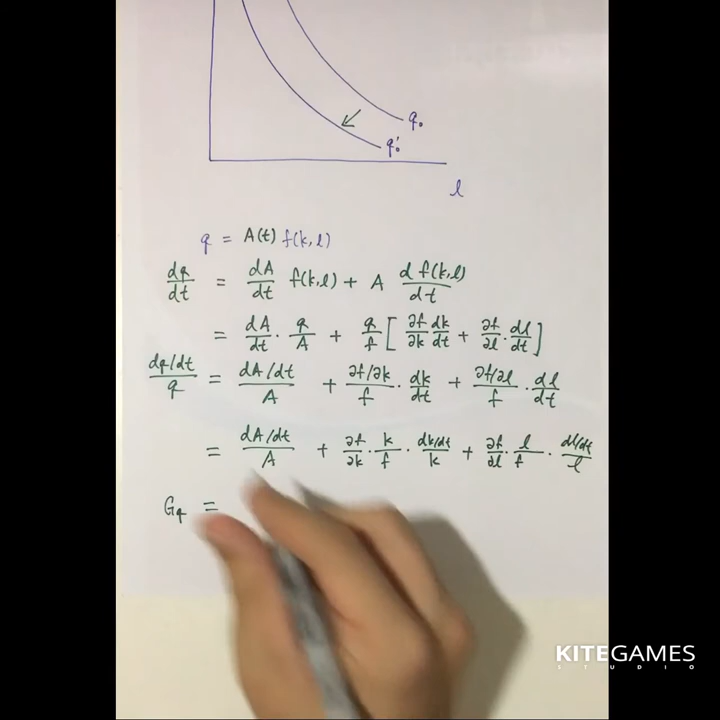 q₀
q₀'
l
q = A(t) f(k,l)
dq/dt = dA/dt f(k,l) + A d f(k,l)/dt
= dA/dt · q/A + q/f [ ∂f/∂k dk/dt + ∂f/∂l · dl/dt ]
dq/dt/q = dA/dt/A + ∂f/∂k/f · dk/dt + ∂f/∂l/f · dl/dt
= dA/dt/A + ∂f/∂k · k/f · dk/dt/k + ∂f/∂l · l/f · dl/dt/l
Gq =
KITEGAMES
STUDIO